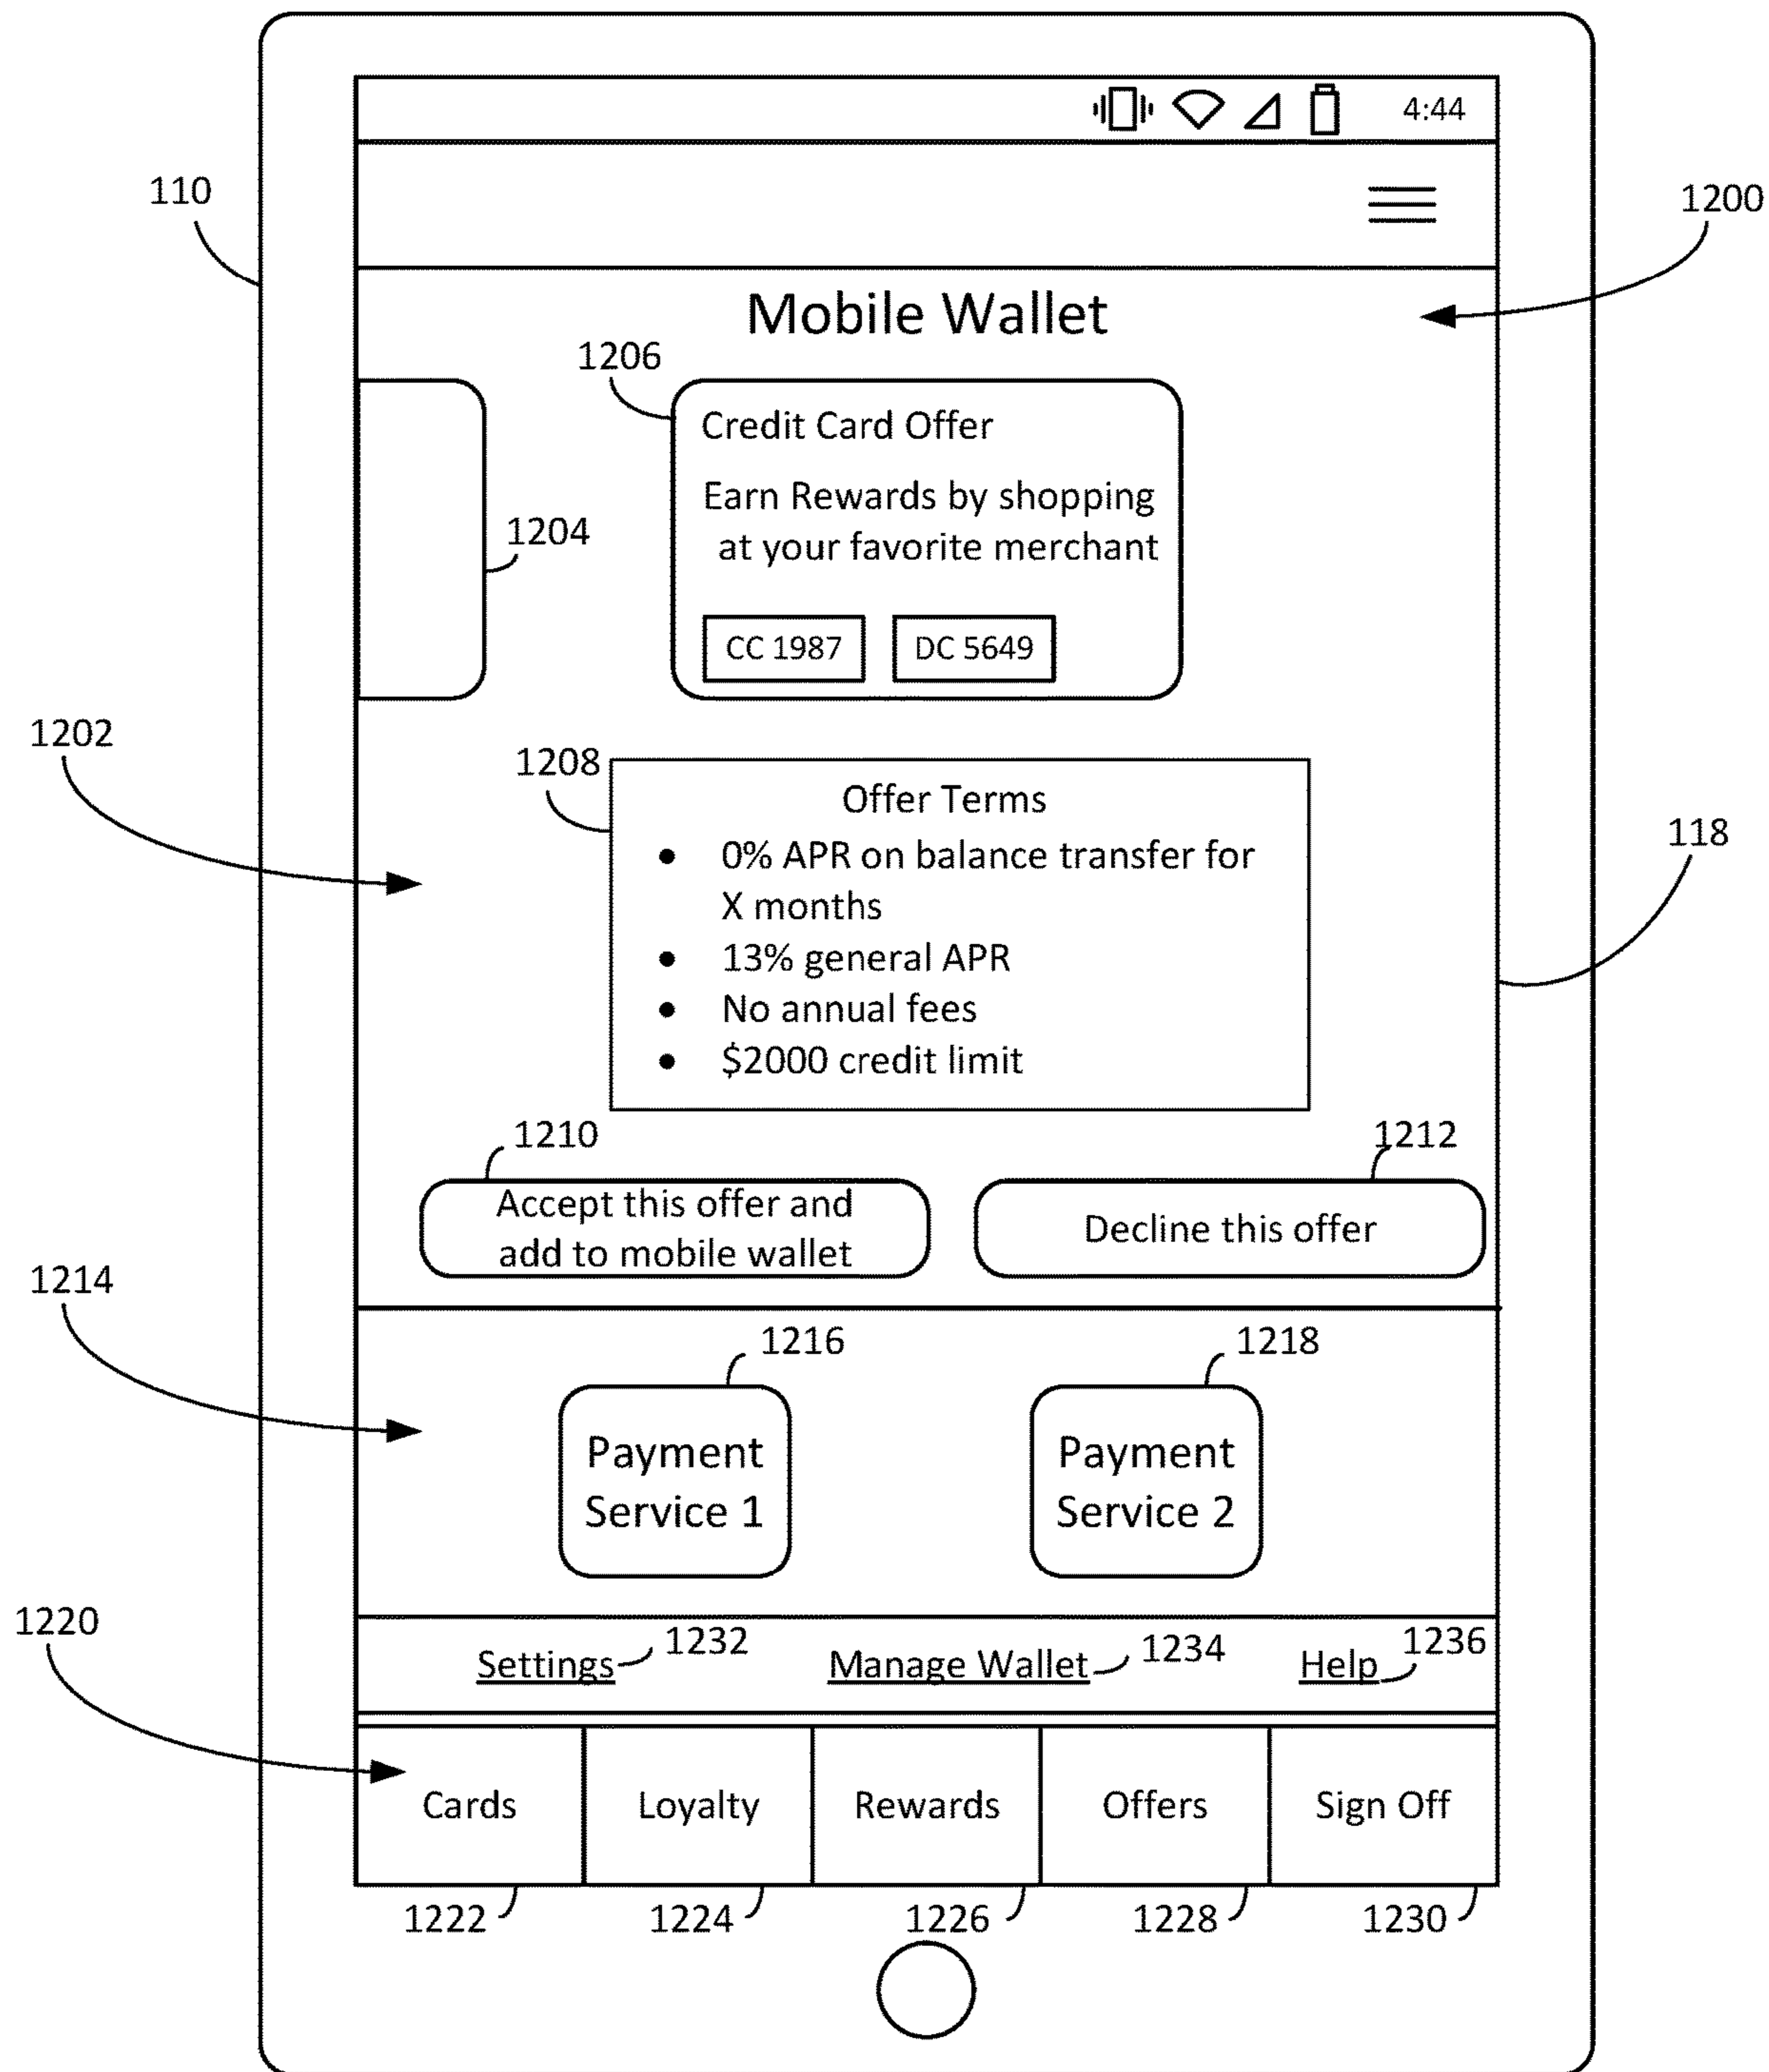 4:44
110
1200
Mobile Wallet
1206
Credit Card Offer
Earn Rewards by shopping
at your favorite merchant
1204
CC 1987
DC 5649
1202
1208
Offer Terms
• 0% APR on balance transfer for
X months
• 13% general APR
• No annual fees
• $2000 credit limit
118
1210
1212
Accept this offer and
add to mobile wallet
Decline this offer
1214
1216
1218
Payment
Service 1
Payment
Service 2
1220
Settings
1232
Manage Wallet
1234
Help
1236
Cards
Loyalty
Rewards
Offers
Sign Off
1222
1224
1226
1228
1230